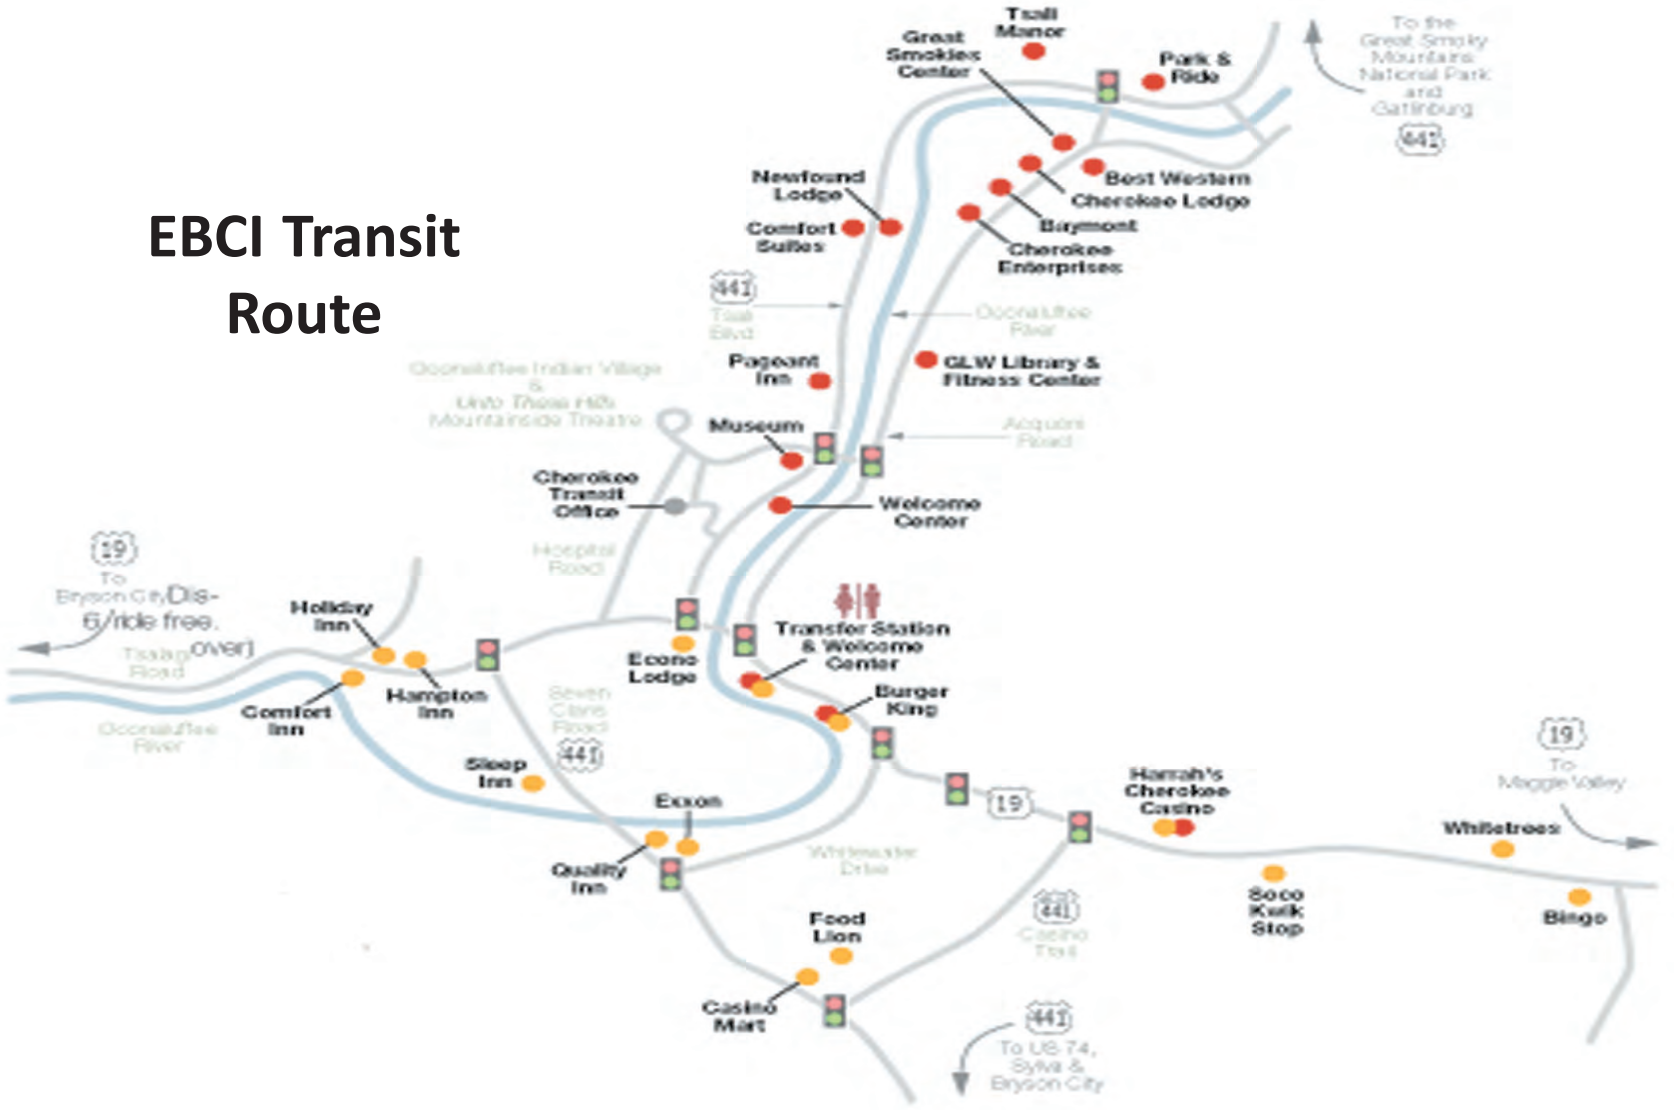 EBCI Transit
Route
Tsali
Manor
Great
Smokies
Center
Park &
Ride
To the
Great Smoky
Mountains
National Park
and
Gatlinburg
441
Newfound
Lodge
Best Western
Cherokee Lodge
Comfort
Suites
Baymont
Cherokee
Enterprises
441
Tsali
Blvd
Oconaluftee
River
Pageant
Inn
GLW Library &
Fitness Center
Oconaluftee Indian Village
&
Unto These Hills
Mountainside Theatre
Museum
Acquoni
Road
Cherokee
Transit
Office
Welcome
Center
Hospital
Road
19
To
Bryson City
Dis-
6/ride free.
over)
Tsalagi
Road
Holiday
Inn
Transfer Station
& Welcome
Center
Econo
Lodge
Hampton
Inn
Comfort
Inn
Oconaluftee
River
Seven
Clans
Road
441
Burger
King
Sleep
Inn
Exxon
Quality
Inn
19
Harrah's
Cherokee
Casino
19
To
Maggie Valley
Whitetrees
Whitewater
Drive
Soco
Kwik
Stop
Bingo
441
Casino
Trail
Food
Lion
Casino
Mart
441
To US 74,
Sylva &
Bryson City